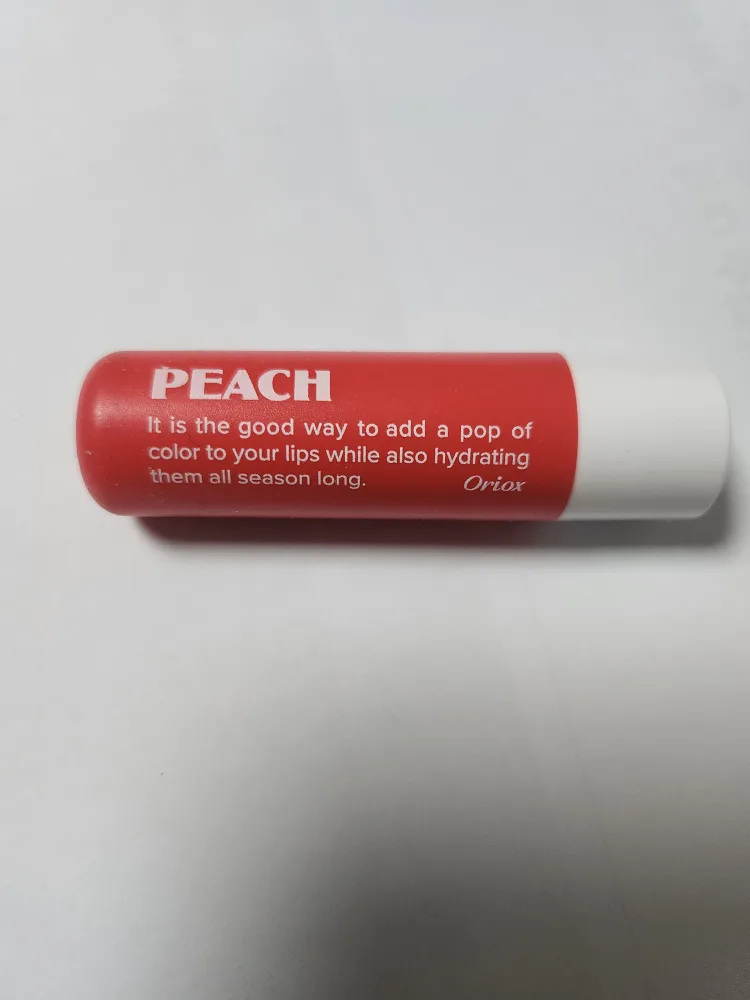 PEACH
It is the good way to add a pop of
color to your lips while also hydrating
them all season long.
Oriox